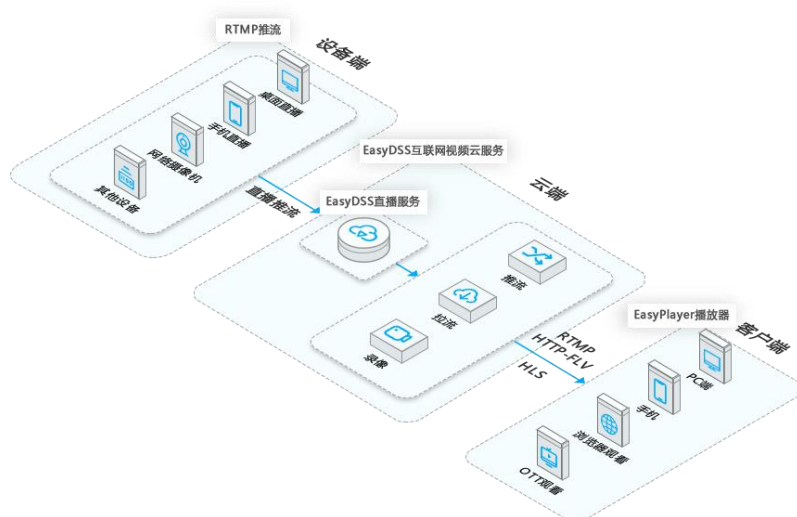 RTMP推流
设备端
桌面直播
手机直播
网络摄像机
其他设备
直播推流
EasyDSS互联网视频云服务
云端
EasyDSS直播服务
推流
拉流
录像
RTMP
HTTP-FLV
HLS
EasyPlayer播放器
客户端
PC端
手机
浏览器观看
OTT观看